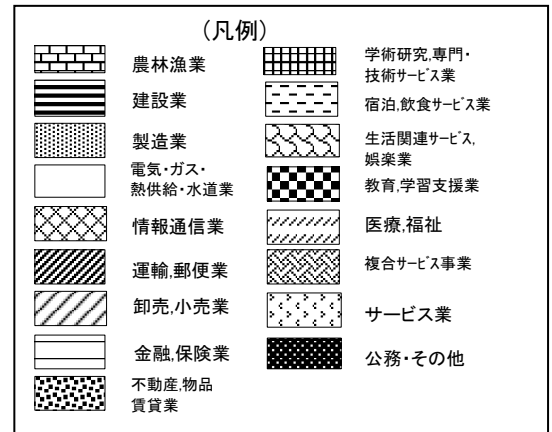 (凡例)
農林漁業
建設業
製造業
電気・ガス・
熱供給・水道業
情報通信業
運輸,郵便業
卸売,小売業
金融,保険業
不動産,物品
賃貸業
学術研究,専門・
技術サービス業
宿泊,飲食サービス業
生活関連サービス,
娯楽業
教育,学習支援業
医療,福祉
複合サービス事業
サービス業
公務・その他